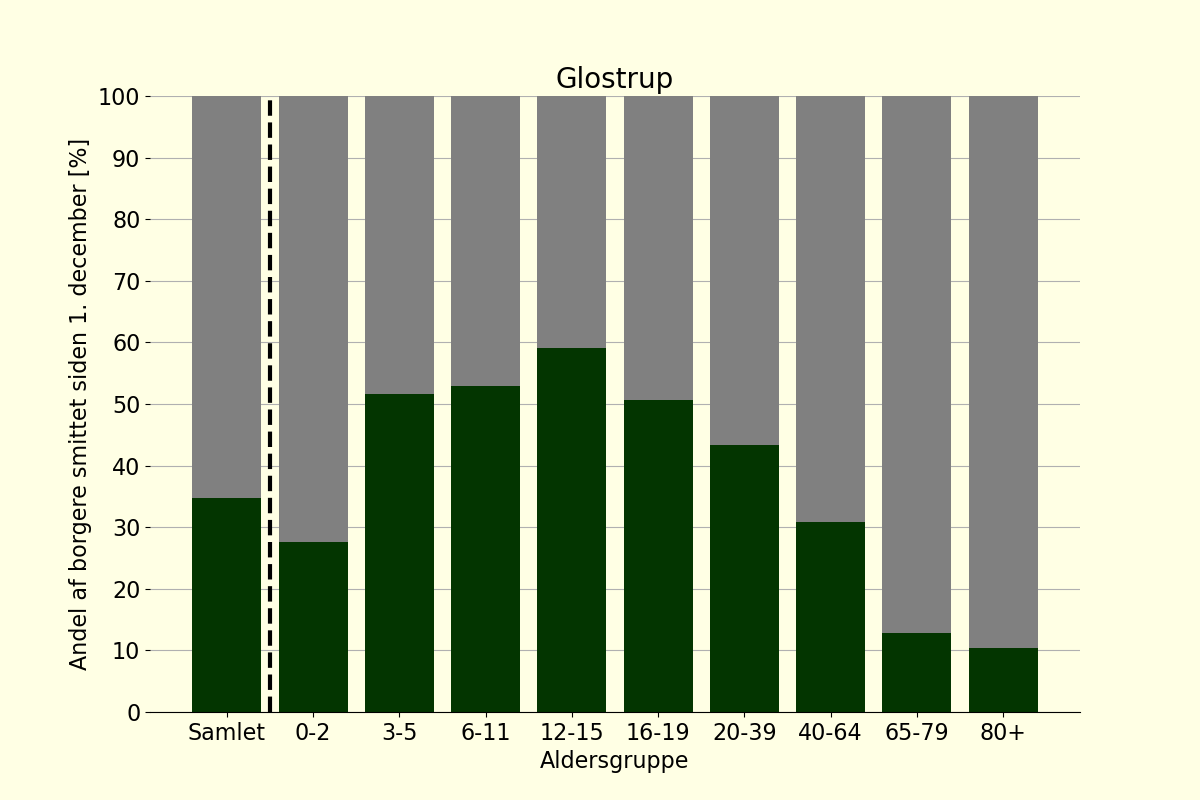 Glostrup
Andel af borgere smittet siden 1. december [%]
100
90
80
70
60
50
40
30
20
10
0
Samlet 0-2 3-5 6-11 12-15 16-19 20-39 40-64 65-79 80+
Aldersgruppe